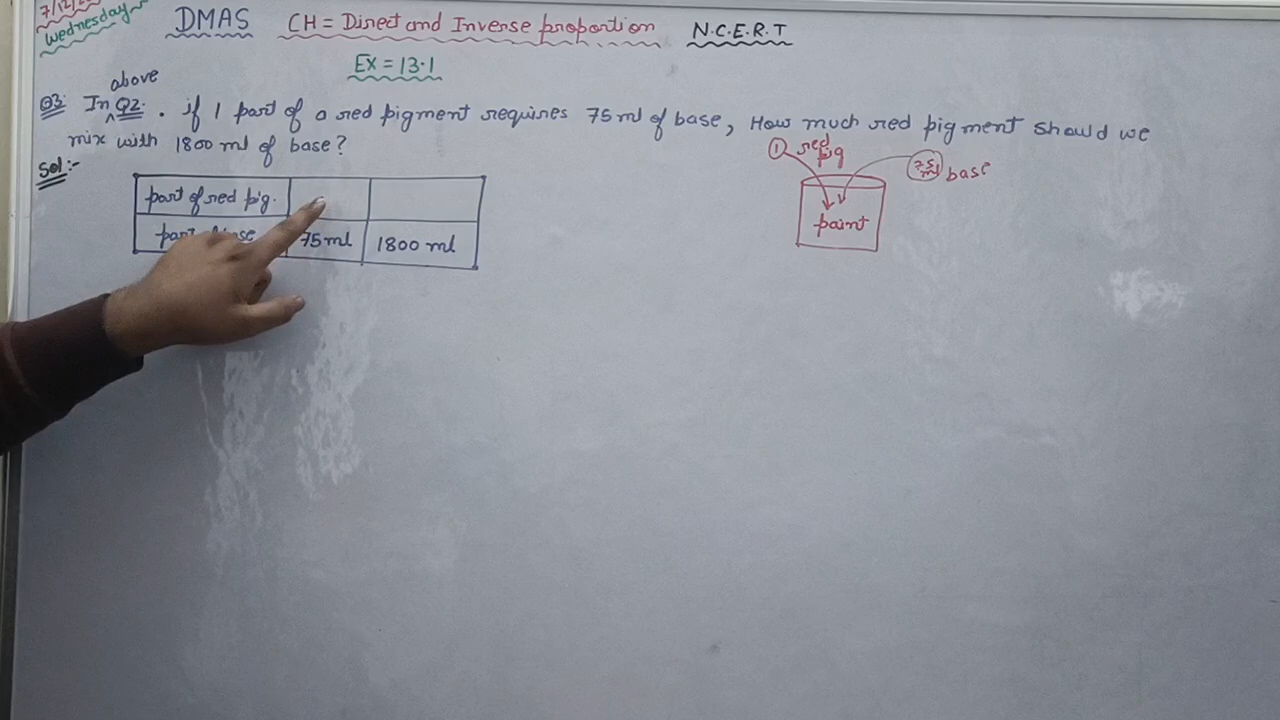 7/12/
Wednesday
DMAS CH = Direct and Inverse proportion N.C.E.R.T
EX = 13.1
above
Q3. In ^ Q2. if 1 part of a red pigment requires 75 ml of base, How much red pigment should we
mix with 1800 ml of base?
Sol:-
part of red pig.
75 ml 1800 ml
1 red pig
75 ml base
paint